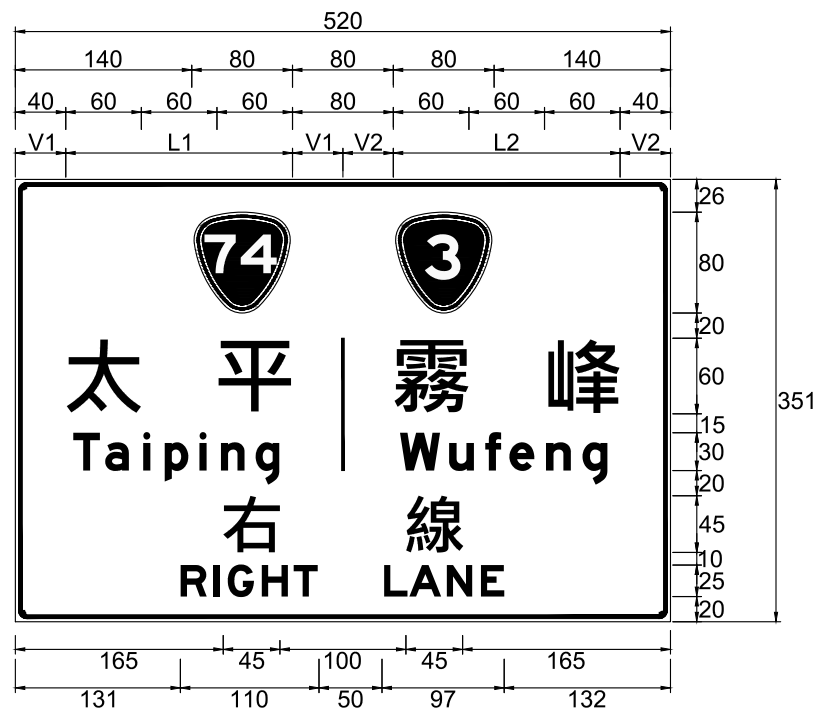 520
140 80 80 80 140
40 60 60 60 80 60 60 60 40
V1 L1 V1 V2 L2 V2
26
74 3
80
20
太 平 霧 峰
60
351
15
Taiping Wufeng
30
20
右 線
45
10
RIGHT LANE
25
20
165 45 100 45 165
131 110 50 97 132